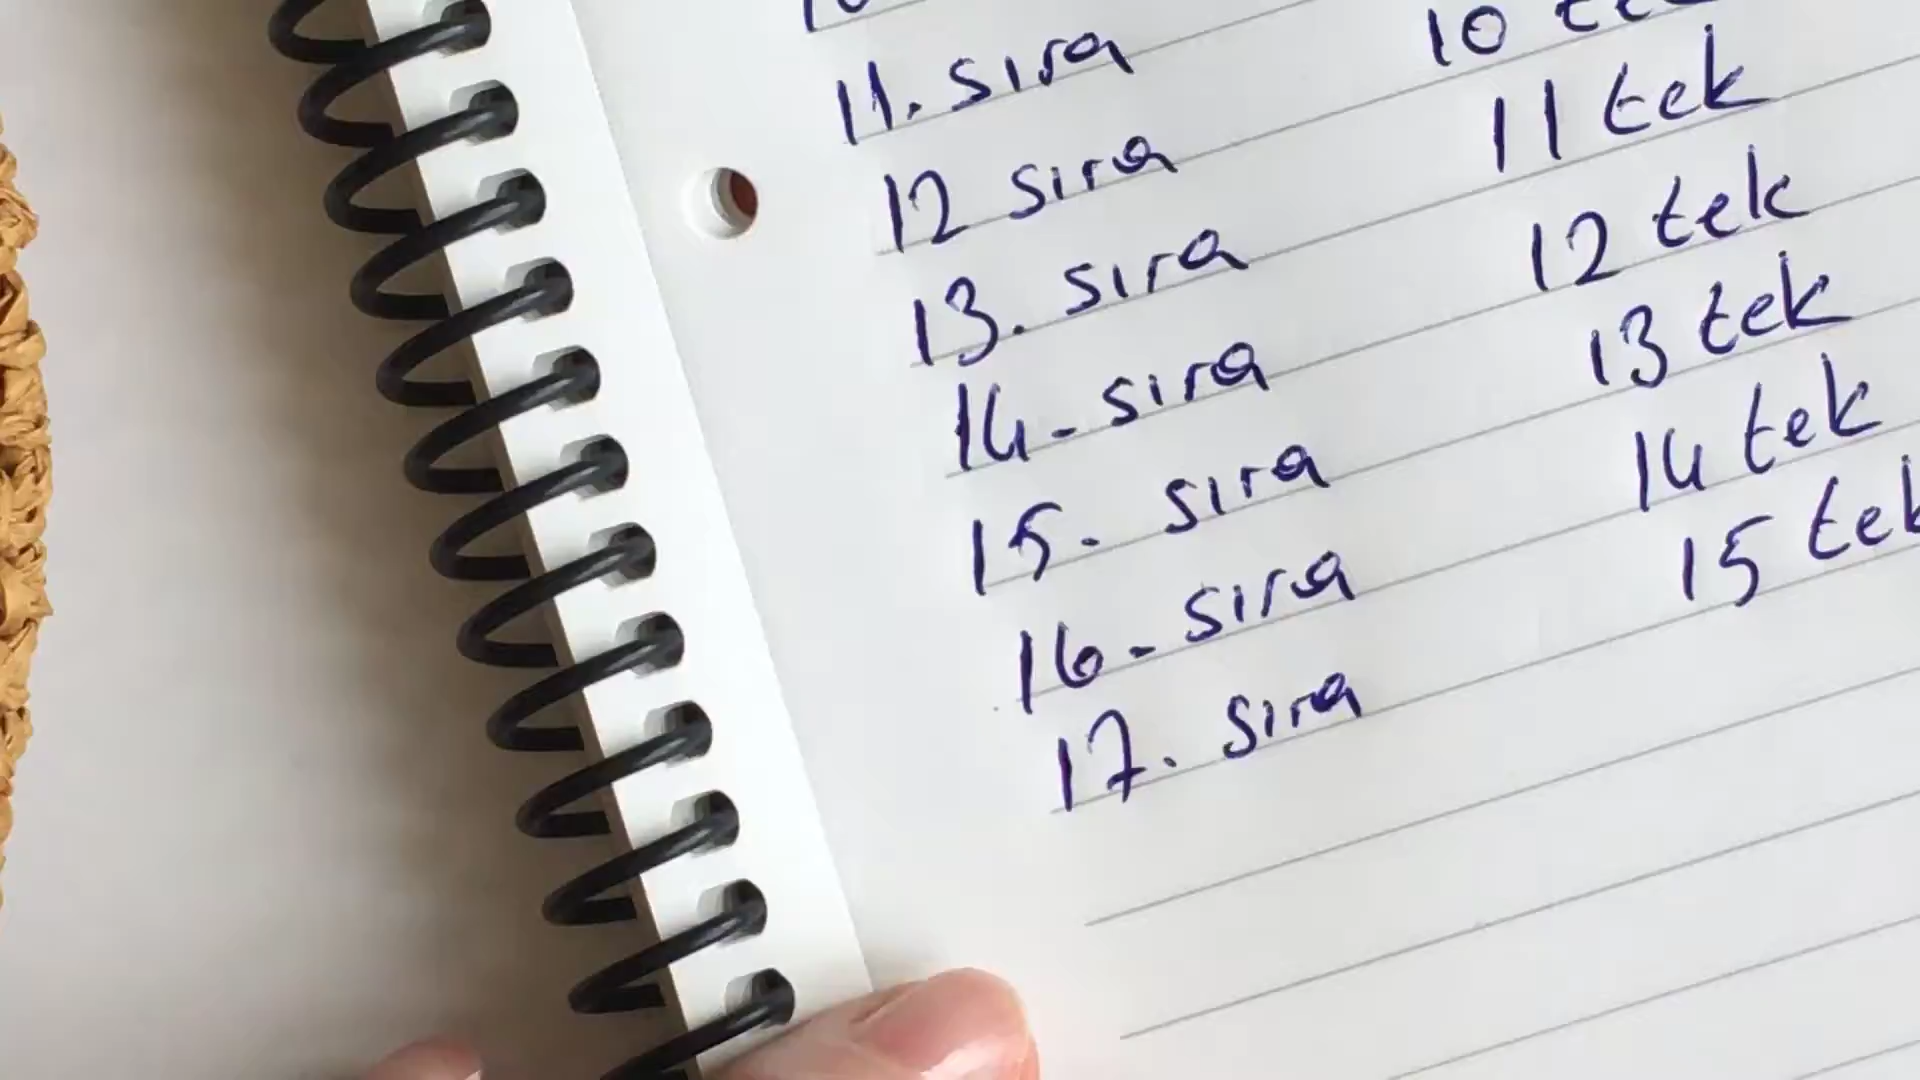 11. sıra
12 sıra 10
13. sıra 11 tek
14- sıra 12 tek
15. sıra 13 tek
16- sıra 14 tek
17. sıra 15 tek